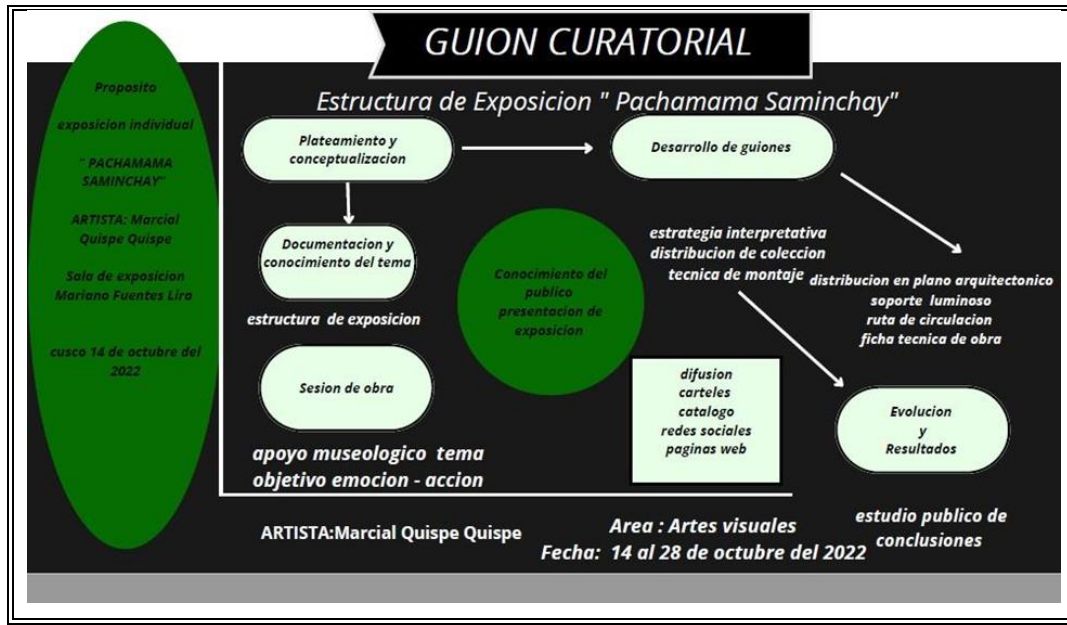 GUION CURATORIAL
Estructura de Exposicion " Pachamama Saminchay"
Proposito
exposicion individual
" PACHAMAMA
SAMINCHAY"
ARTISTA: Marcial
Quispe Quispe
Sala de exposicion
Mariano Fuentes Lira
cusco 14 de octubre del
2022
Plateamiento y
conceptualizacion
Desarrollo de guiones
Documentacion y
conocimiento del tema
estructura de exposicion
Sesion de obra
apoyo museologico tema
objetivo emocion - accion
Conocimiento del
publico
presentacion de
exposicion
estrategia interpretativa
distribucion de coleccion
tecnica de montaje
distribucion en plano arquitectonico
soporte luminoso
ruta de circulacion
ficha tecnica de obra
difusion
carteles
catalogo
redes sociales
paginas web
Evolucion
y
Resultados
estudio publico de
conclusiones
ARTISTA:Marcial Quispe Quispe
Area : Artes visuales
Fecha: 14 al 28 de octubre del 2022